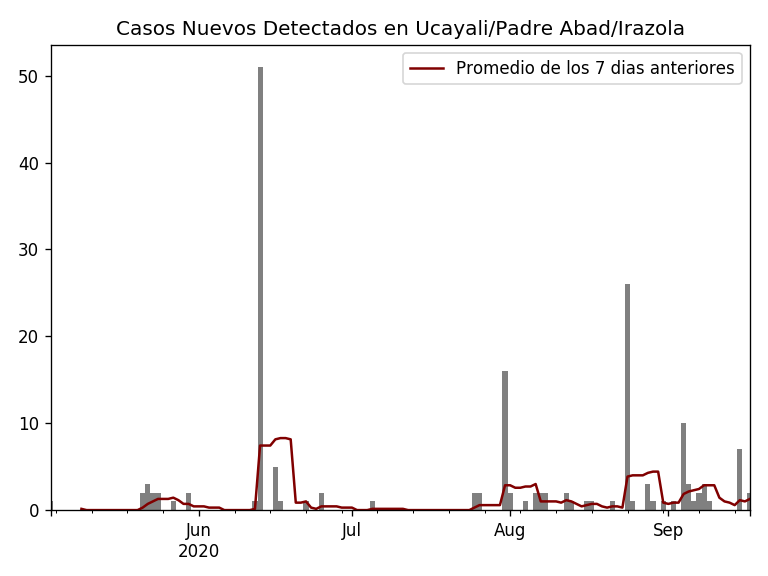 Casos Nuevos Detectados en Ucayali/Padre Abad/Irazola
Promedio de los 7 dias anteriores
50
40
30
20
10
0
Jun
2020
Jul
Aug
Sep